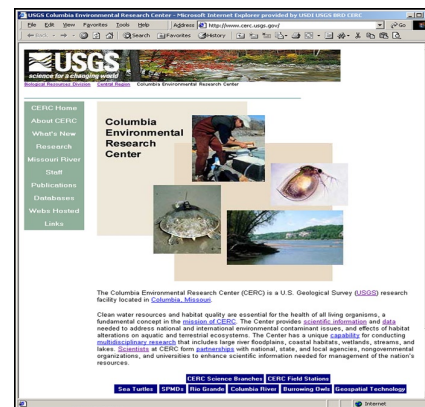 USGS Columbia Environmental Research Center - Microsoft Internet Explorer provided by USDI USGS BRD CERC
File Edit View Favorites Tools Help Address http://www.cerc.usgs.gov/ Go
Back Search Favorites History
USGS
science for a changing world
Biological Resources Division Central Region Columbia Environmental Research Center
CERC Home
About CERC
What's New
Research
Missouri River
Staff
Publications
Databases
Webs Hosted
Links
Columbia
Environmental
Research
Center
The Columbia Environmental Research Center (CERC) is a U.S. Geological Survey (USGS) research
facility located in Columbia, Missouri.
Clean water resources and habitat quality are essential for the health of all living organisms, a
fundamental concept in the mission of CERC. The Center provides scientific information and data
needed to address national and international environmental contaminant issues, and effects of habitat
alterations on aquatic and terrestrial ecosystems. The Center has a unique capability for conducting
multidisciplinary research that includes large river floodplains, coastal habitats, wetlands, streams, and
lakes. Scientists at CERC form partnerships with national, state, and local agencies, nongovernmental
organizations, and universities to enhance scientific information needed for management of the nation's
resources.
CERC Science Branches CERC Field Stations
Sea Turtles SPMDs Rio Grande Columbia River Burrowing Owls Geospatial Technology
Internet